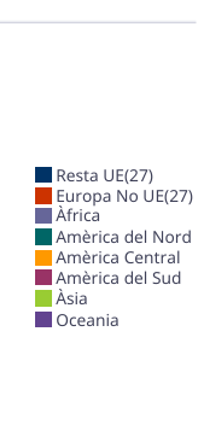 Resta UE(27)
Europa No UE(27)
Àfrica
Amèrica del Nord
Amèrica Central
Amèrica del Sud
Àsia
Oceania